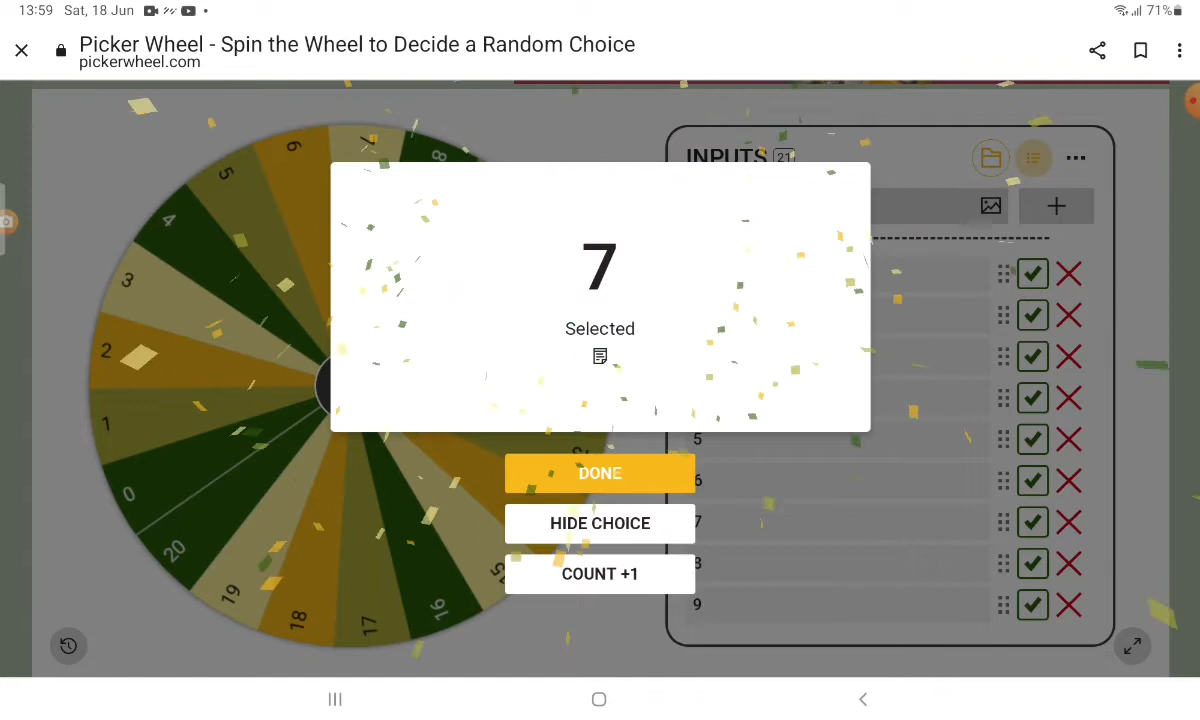 13:59 Sat, 18 Jun
71%
Picker Wheel - Spin the Wheel to Decide a Random Choice
pickerwheel.com
INPUTS 21
7
Selected
DONE
HIDE CHOICE
COUNT +1
0
1
2
3
4
5
6
7
8
15
16
17
18
19
20
5
6
7
8
9